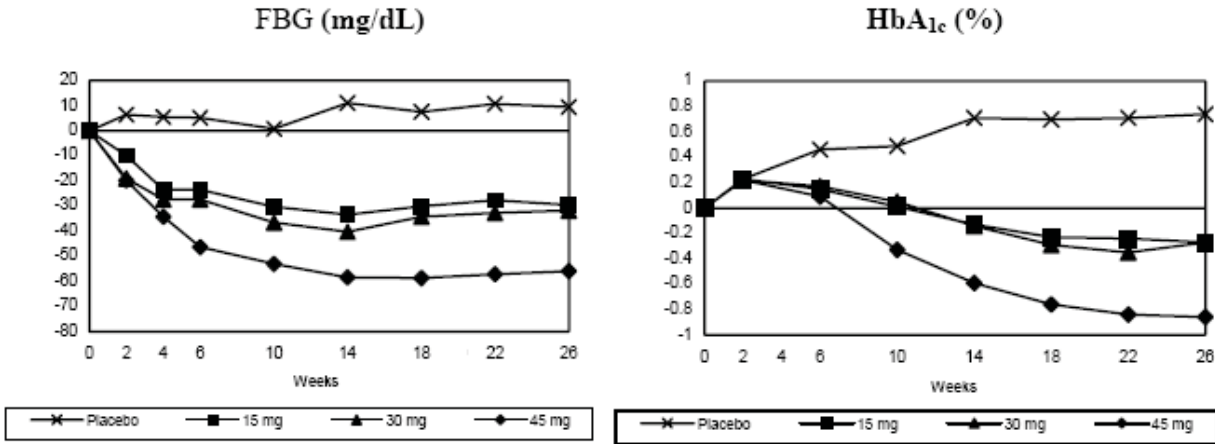 FBG (mg/dL)
20
10
0
-10
-20
-30
-40
-50
-60
-70
-80
0 2 4 6 10 14 18 22 26
Weeks
Placebo 15 mg 30 mg 45 mg
HbA1c (%)
1
0.8
0.6
0.4
0.2
0
-0.2
-0.4
-0.6
-0.8
-1
0 2 6 10 14 18 22 26
Weeks
Placebo 15 mg 30 mg 45 mg